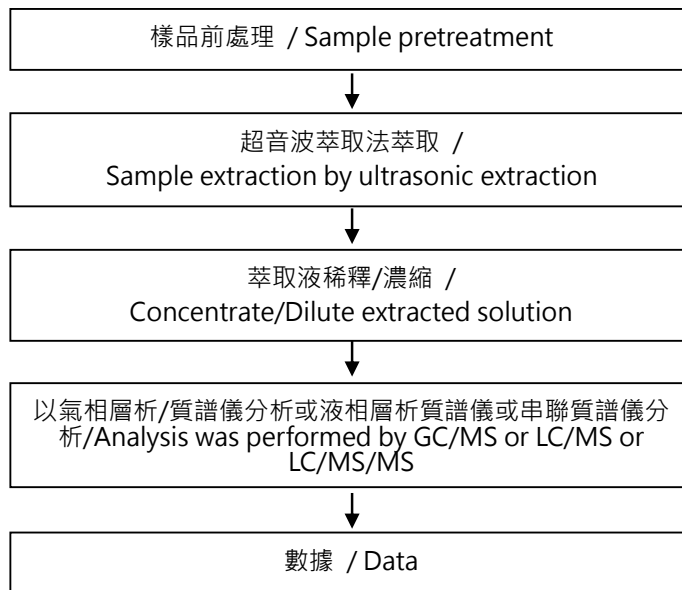 樣品前處理 / Sample pretreatment
超音波萃取法萃取 /
Sample extraction by ultrasonic extraction
萃取液稀釋/濃縮 /
Concentrate/Dilute extracted solution
以氣相層析/質譜儀分析或液相層析質譜儀或串聯質譜儀分
析/Analysis was performed by GC/MS or LC/MS or
LC/MS/MS
數據 / Data